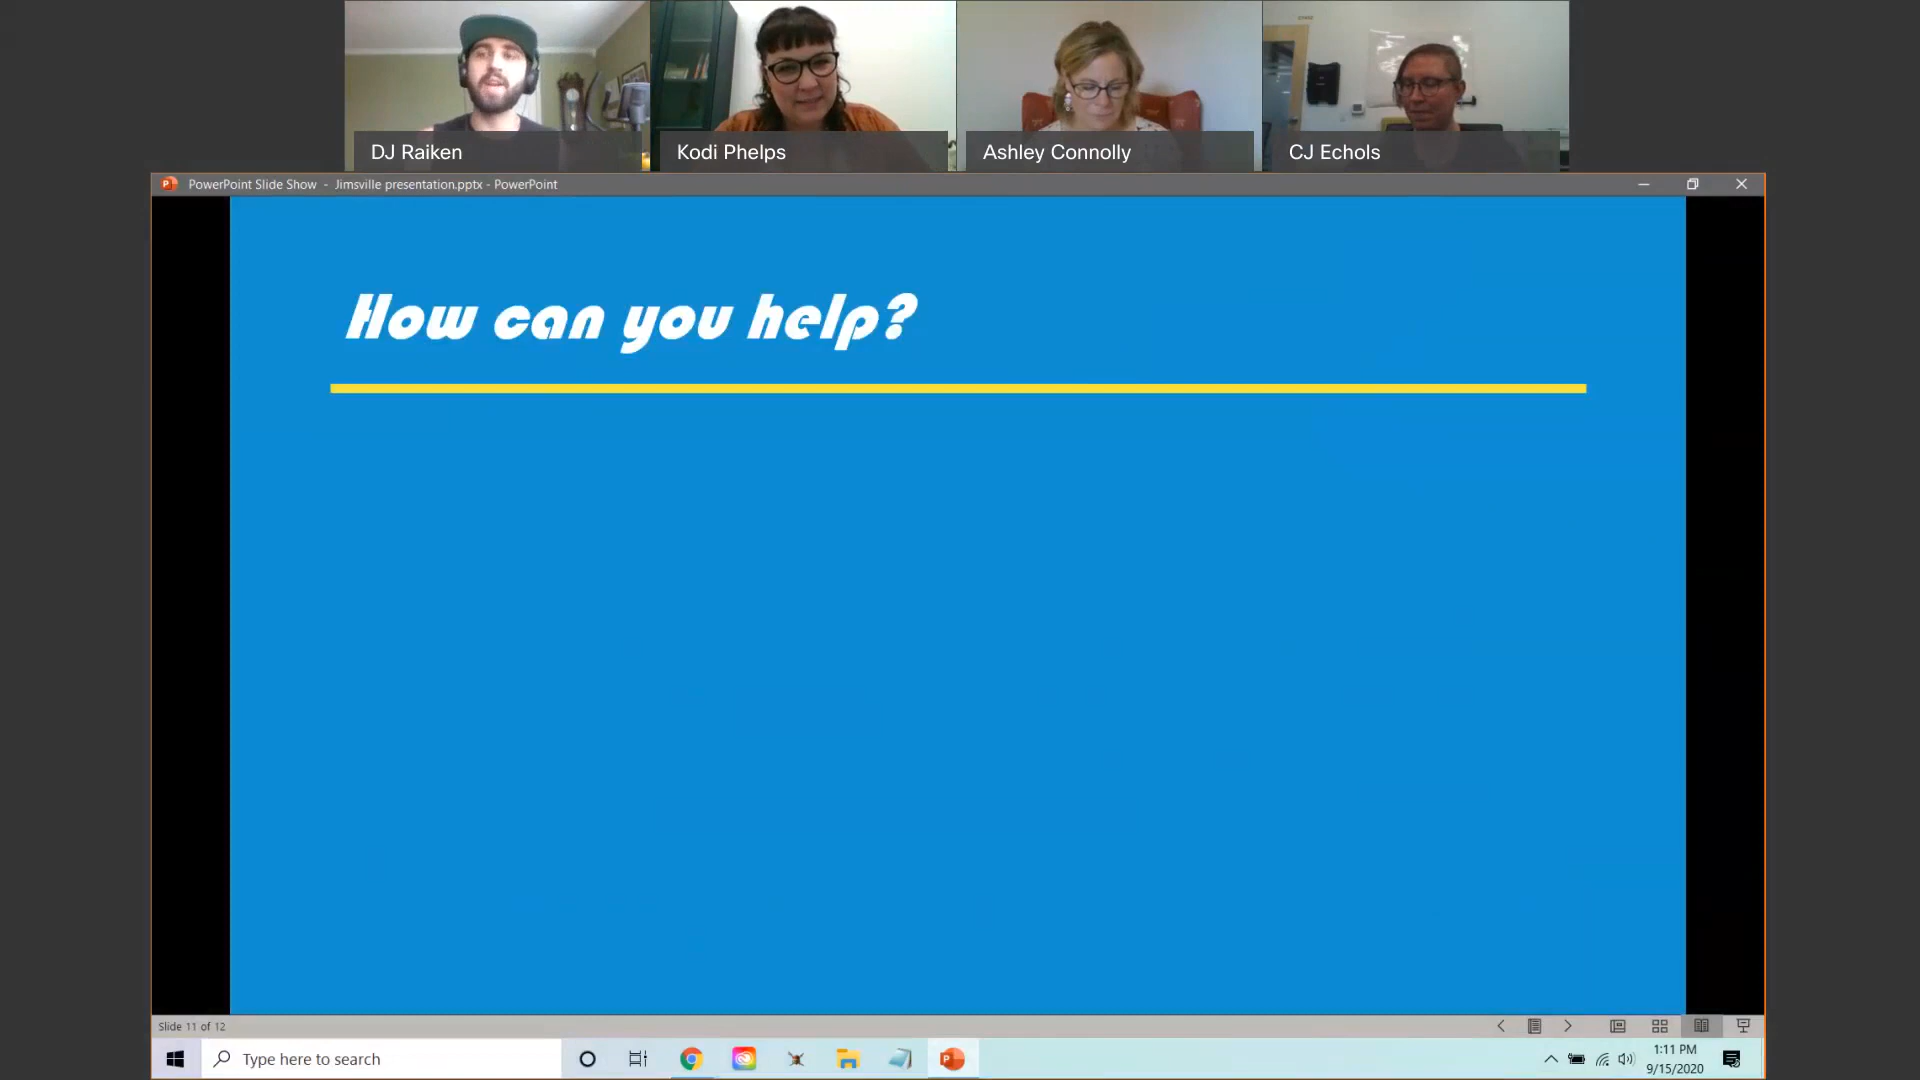 DJ Raiken
Kodi Phelps
Ashley Connolly
CJ Echols
PowerPoint Slide Show - Jimsville presentation.pptx - PowerPoint
How can you help?
Slide 11 of 12
Type here to search
1:11 PM
9/15/2020